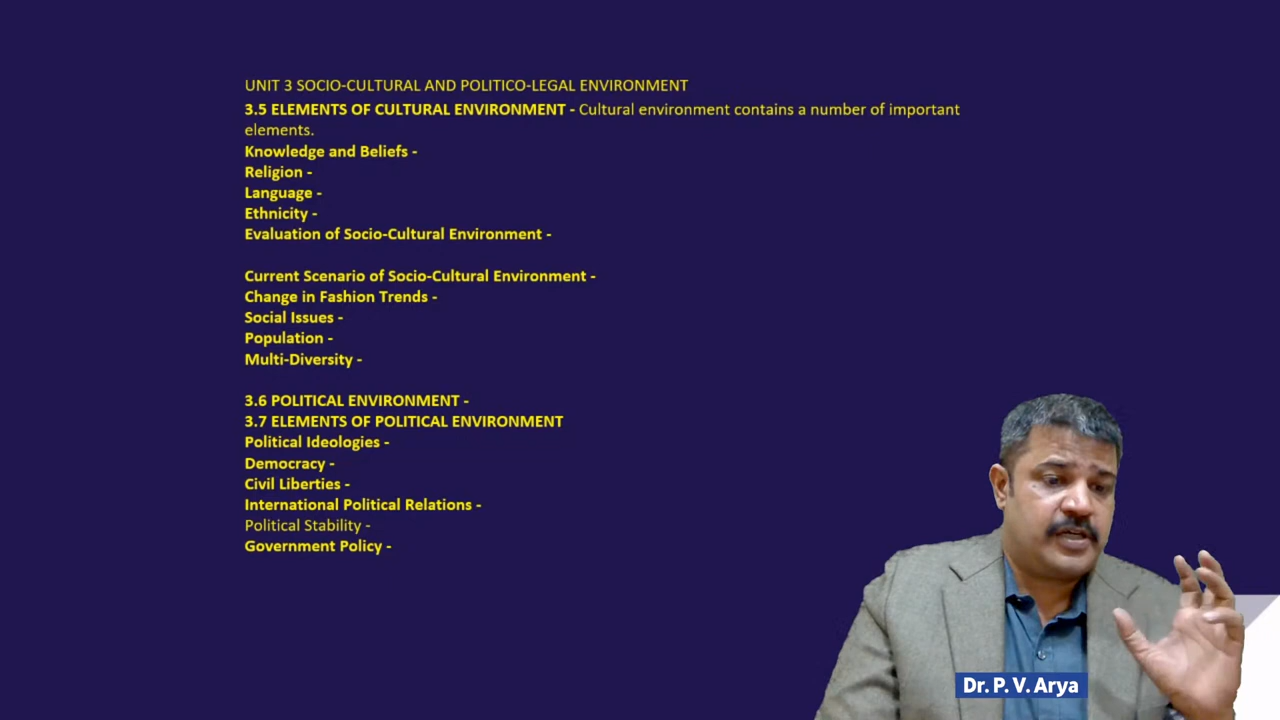 UNIT 3 SOCIO-CULTURAL AND POLITICO-LEGAL ENVIRONMENT
3.5 ELEMENTS OF CULTURAL ENVIRONMENT - Cultural environment contains a number of important
elements.
Knowledge and Beliefs -
Religion -
Language -
Ethnicity -
Evaluation of Socio-Cultural Environment -
Current Scenario of Socio-Cultural Environment -
Change in Fashion Trends -
Social Issues -
Population -
Multi-Diversity -
3.6 POLITICAL ENVIRONMENT -
3.7 ELEMENTS OF POLITICAL ENVIRONMENT
Political Ideologies -
Democracy -
Civil Liberties -
International Political Relations -
Political Stability -
Government Policy -
Dr. P. V. Arya